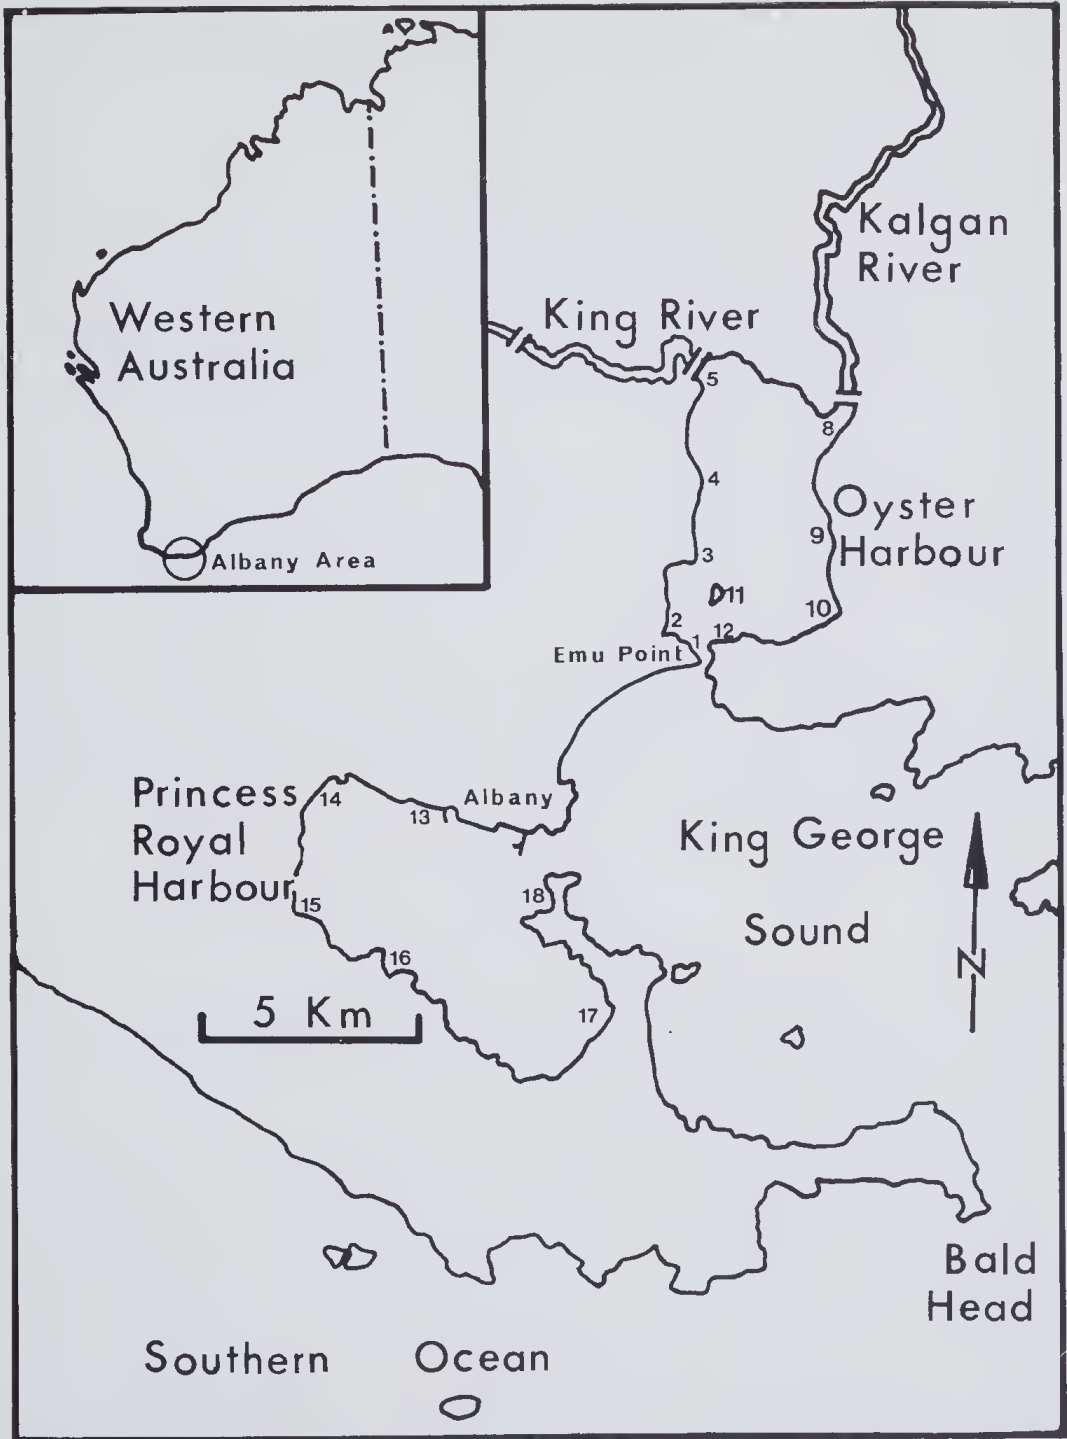 Western
Australia
Albany Area
Kalgan
River
King River
5
8
4
Oyster
Harbour
9
3
11
10
2
1
12
Emu Point
Princess
Royal
Harbour
14
13
Albany
King George
Sound
18
15
16
17
5 Km
N
Bald
Head
Southern Ocean